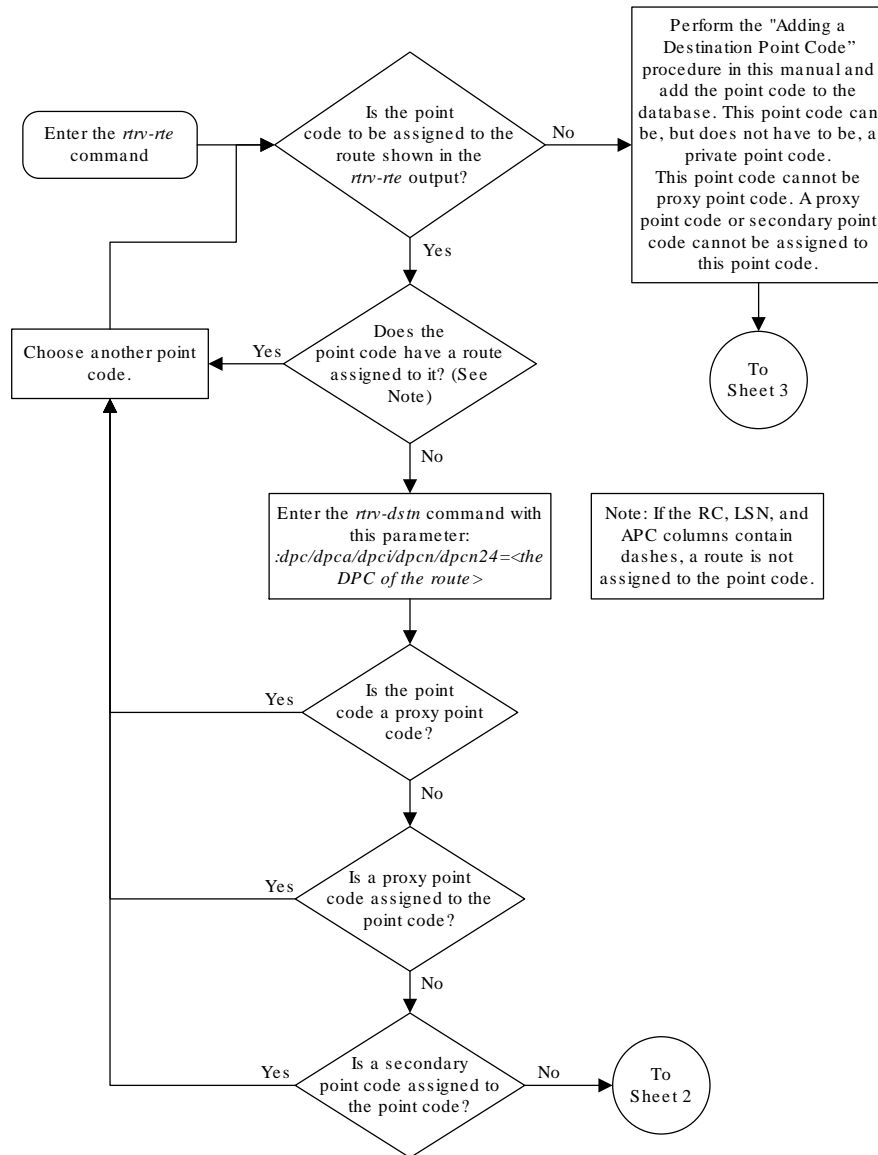 Enter the rtrv-rte
command
Is the point
code to be assigned to the
route shown in the
rtrv-rte output?
No
Perform the "Adding a
Destination Point Code”
procedure in this manual and
add the point code to the
database. This point code can
be, but does not have to be, a
private point code.
This point code cannot be
proxy point code. A proxy
point code or secondary point
code cannot be assigned to
this point code.
Yes
To
Sheet 3
Choose another point
code.
Yes
Does the
point code have a route
assigned to it? (See
Note)
No
Enter the rtrv-dstn command with
this parameter:
:dpc/dpca/dpci/dpcn/dpcn24=<the
DPC of the route>
Note: If the RC, LSN, and
APC columns contain
dashes, a route is not
assigned to the point code.
Yes
Is the point
code a proxy point
code?
No
Yes
Is a proxy point
code assigned to the
point code?
No
Yes
Is a secondary
point code assigned to
the point code?
No
To
Sheet 2